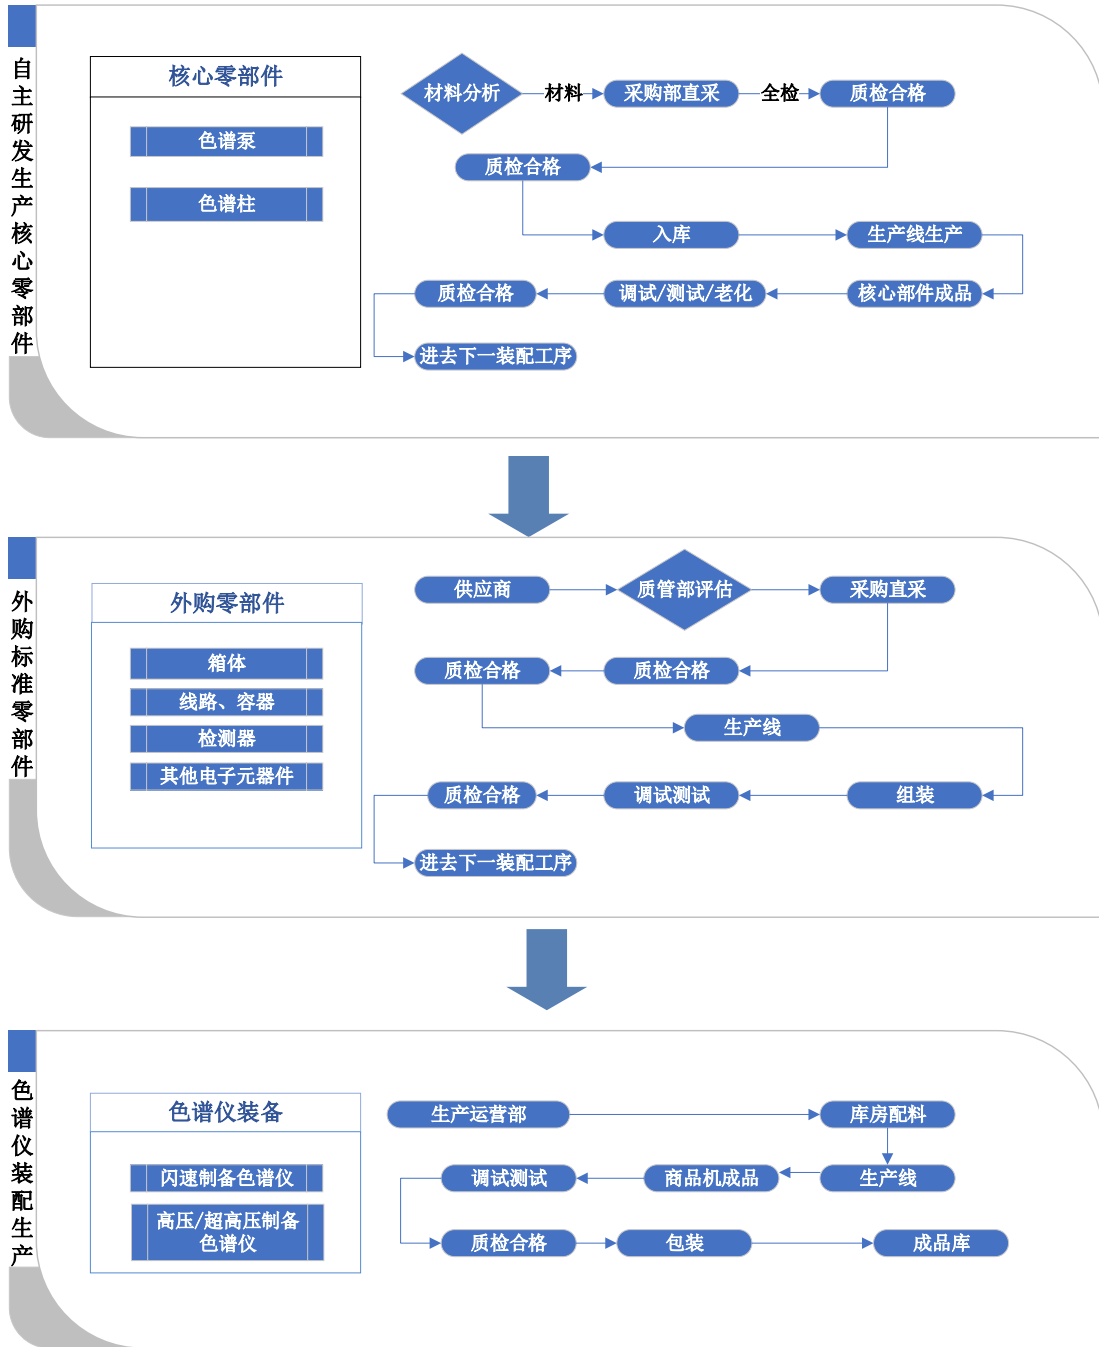 自主研发生产核心零部件
核心零部件
色谱泵
色谱柱
材料分析
材料
采购部直采
全检
质检合格
质检合格
入库
生产线生产
质检合格
调试/测试/老化
核心部件成品
进去下一装配工序
外购标准零部件
外购零部件
箱体
线路、容器
检测器
其他电子元器件
供应商
质管部评估
采购直采
质检合格
质检合格
生产线
质检合格
调试测试
组装
进去下一装配工序
色谱仪装配生产
色谱仪装备
闪速制备色谱仪
高压/超高压制备
色谱仪
生产运营部
库房配料
调试测试
商品机成品
生产线
质检合格
包装
成品库